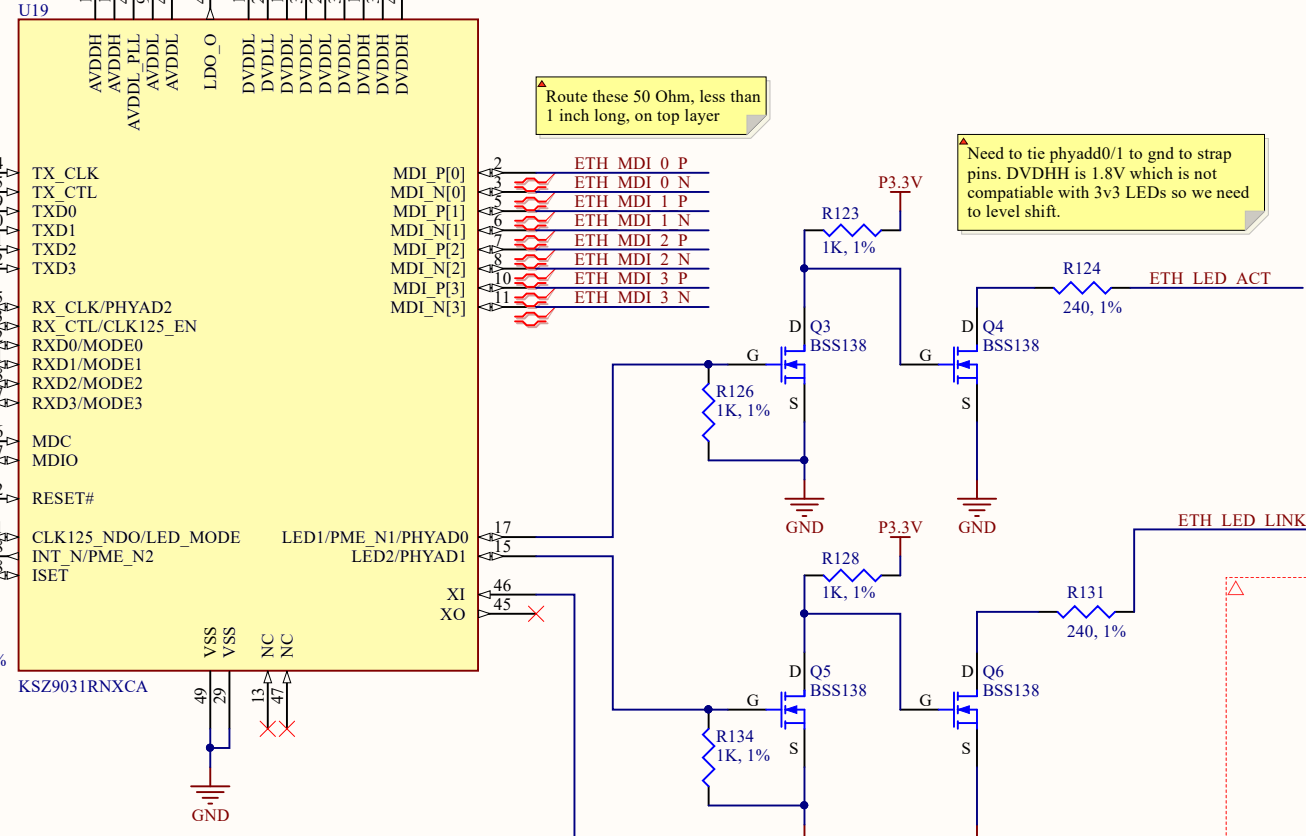 U19
AVDDH
AVDDH
AVDDL_PLL
AVDDL
AVDDL
LDO_O
DVDDL
DVDLL
DVDDL
DVDDL
DVDDL
DVDDL
DVDDH
DVDDH
DVDDH
Route these 50 Ohm, less than
1 inch long, on top layer
Need to tie phyadd0/1 to gnd to strap
pins. DVDHH is 1.8V which is not
compatiable with 3v3 LEDs so we need
to level shift.
TX_CLK
TX_CTL
TXD0
TXD1
TXD2
TXD3
RX_CLK/PHYAD2
RX_CTL/CLK125_EN
RXD0/MODE0
RXD1/MODE1
RXD2/MODE2
RXD3/MODE3
MDC
MDIO
RESET#
CLK125_NDO/LED_MODE
INT_N/PME_N2
ISET
MDI_P[0] 2 ETH_MDI_0_P
MDI_N[0] 3 ETH_MDI_0_N
MDI_P[1] 5 ETH_MDI_1_P
MDI_N[1] 6 ETH_MDI_1_N
MDI_P[2] 7 ETH_MDI_2_P
MDI_N[2] 8 ETH_MDI_2_N
MDI_P[3] 10 ETH_MDI_3_P
MDI_N[3] 11 ETH_MDI_3_N
LED1/PME_N1/PHYAD0 17
LED2/PHYAD1 15
XI 46
XO 45
VSS
VSS
NC
NC
49
29
13
47
KSZ9031RNXCA
GND
P3.3V
R123
1K, 1%
D
Q3
BSS138
G
S
R126
1K, 1%
GND
R124
240, 1%
ETH_LED_ACT
D
Q4
BSS138
G
S
GND
P3.3V
R128
1K, 1%
D
Q5
BSS138
G
S
R134
1K, 1%
ETH_LED_LINK
R131
240, 1%
D
Q6
BSS138
G
S
%